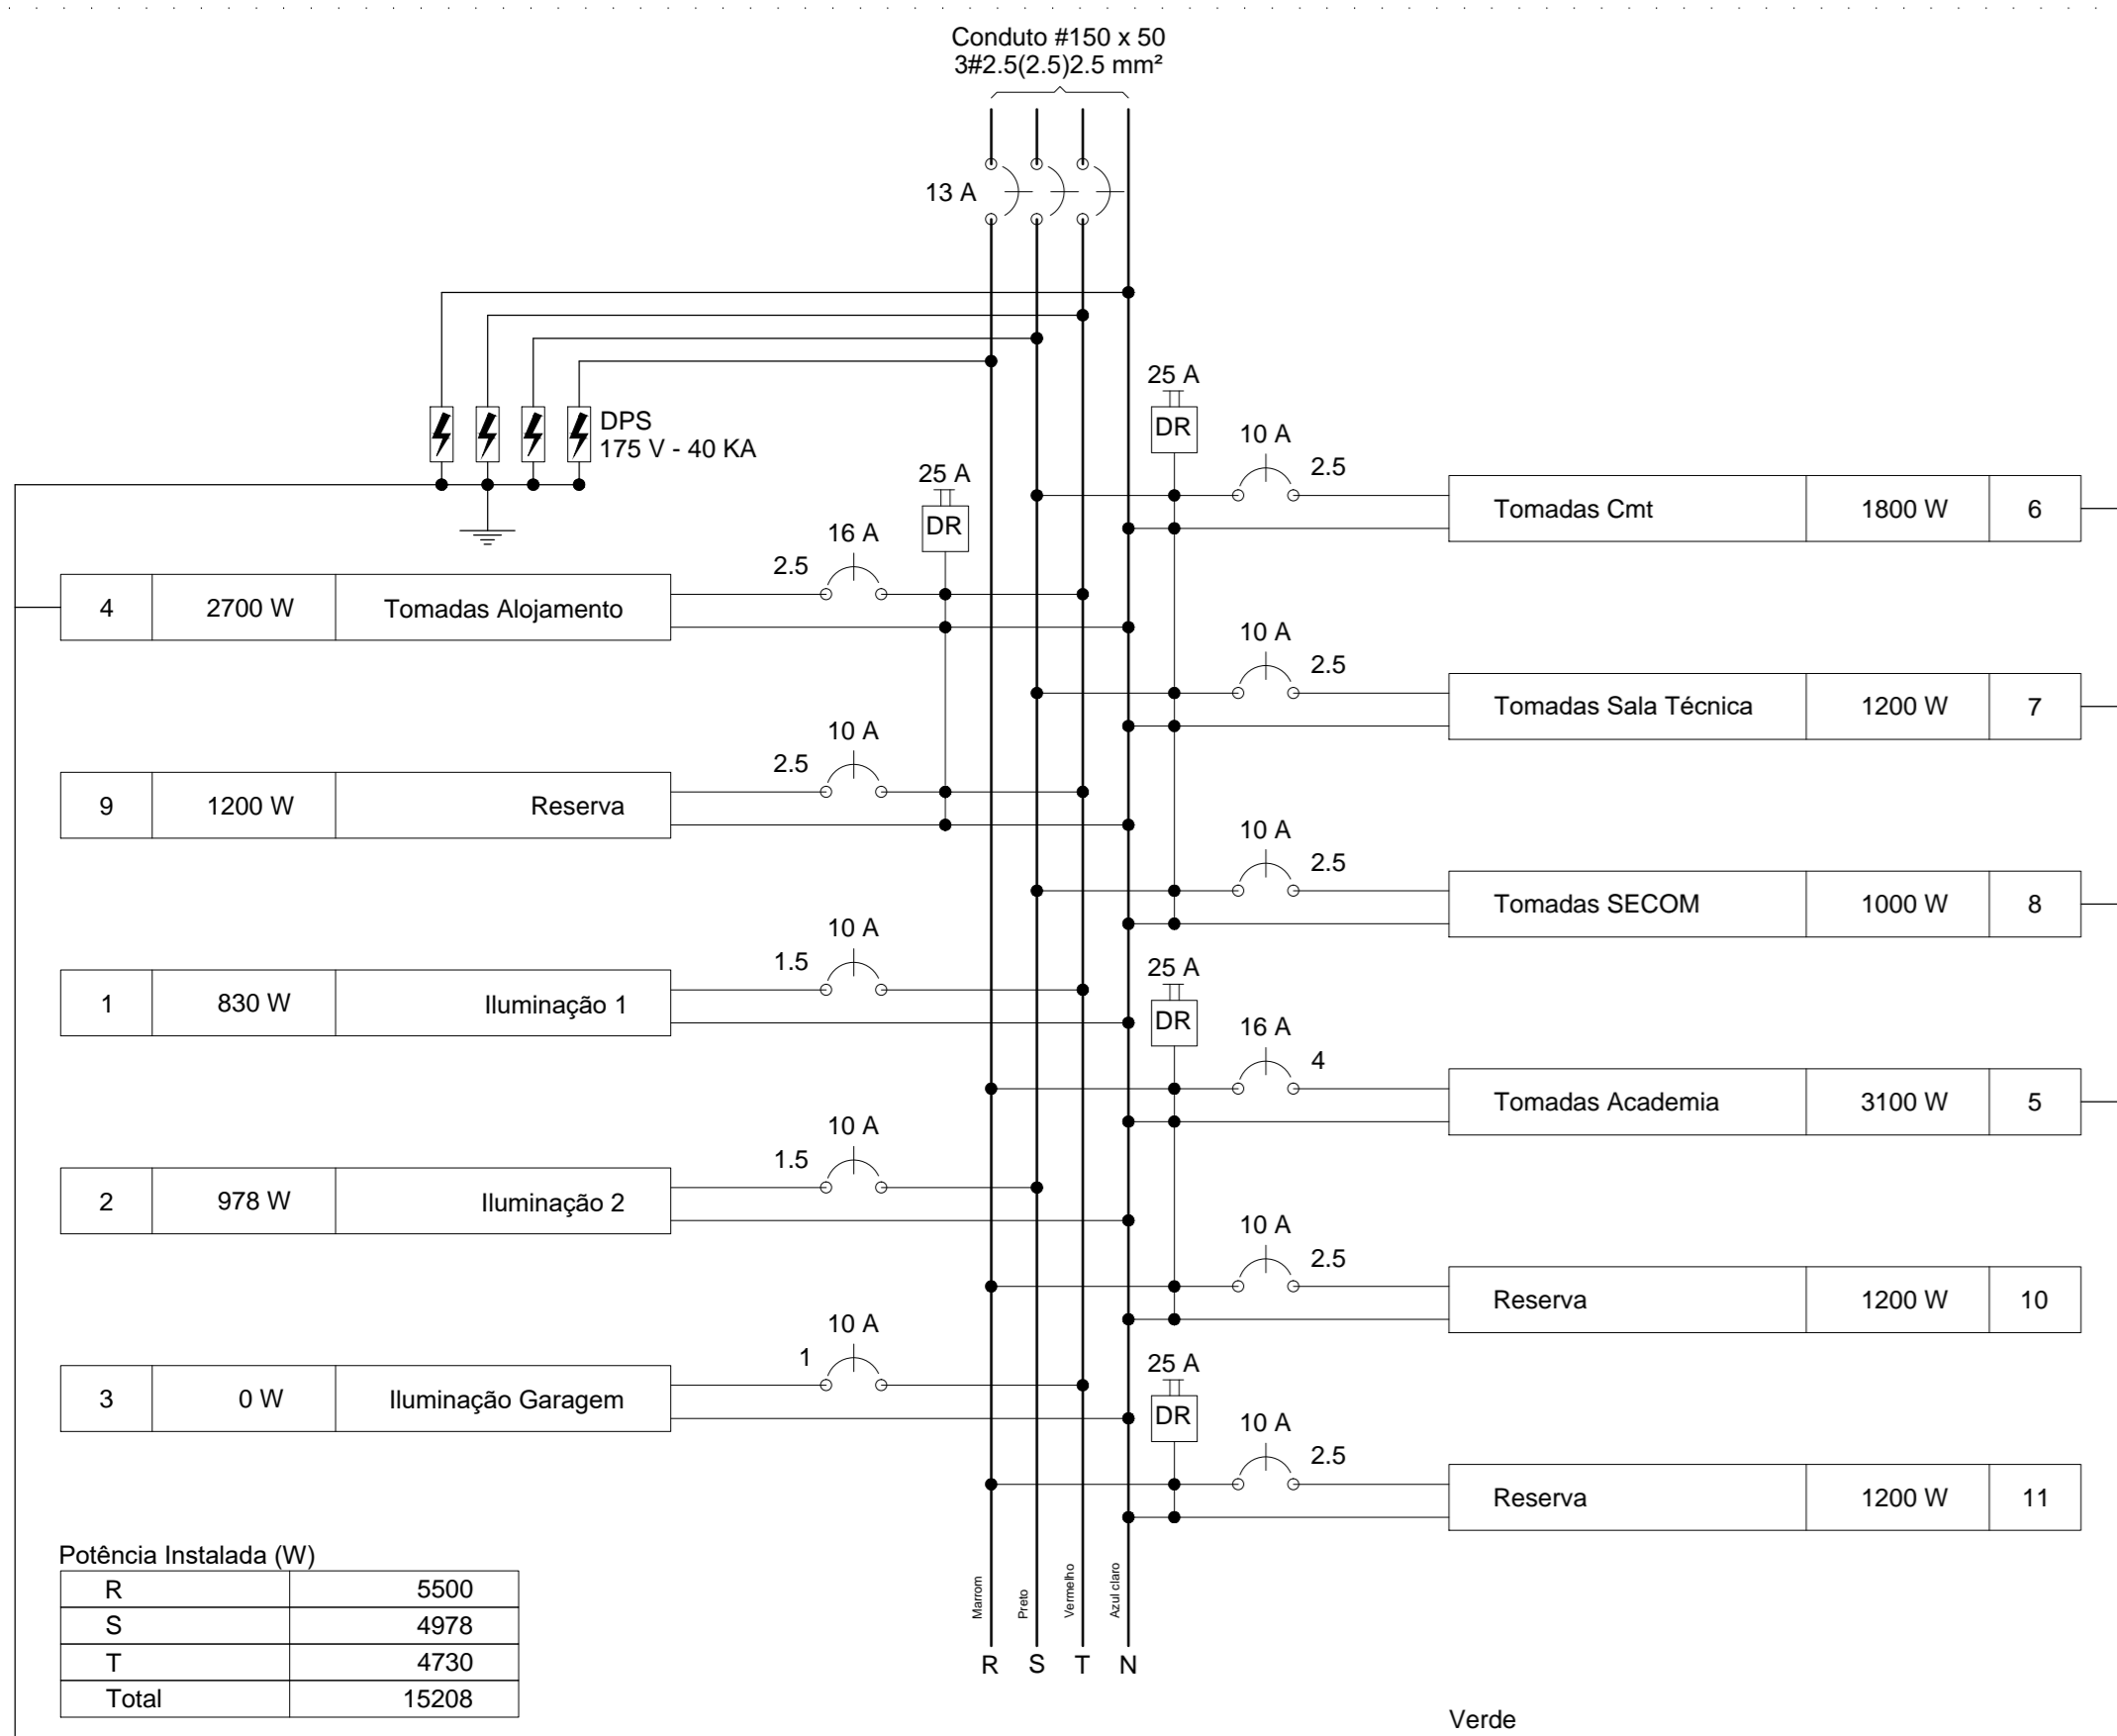 Conduto #150 x 50
3#2.5(2.5)2.5 mm²
13 A
DPS
175 V - 40 KA
25 A
DR
16 A
2.5
4
2700 W
Tomadas Alojamento
10 A
2.5
9
1200 W
Reserva
10 A
1.5
1
830 W
Iluminação 1
10 A
1.5
2
978 W
Iluminação 2
10 A
1
3
0 W
Iluminação Garagem
25 A
DR
10 A
2.5
Tomadas Cmt
1800 W
6
10 A
2.5
Tomadas Sala Técnica
1200 W
7
10 A
2.5
Tomadas SECOM
1000 W
8
25 A
DR
16 A
4
Tomadas Academia
3100 W
5
10 A
2.5
Reserva
1200 W
10
25 A
DR
10 A
2.5
Reserva
1200 W
11
Potência Instalada (W)
R 5500
S 4978
T 4730
Total 15208
Marrom
Preto
Vermelho
Azul claro
R S T N
Verde